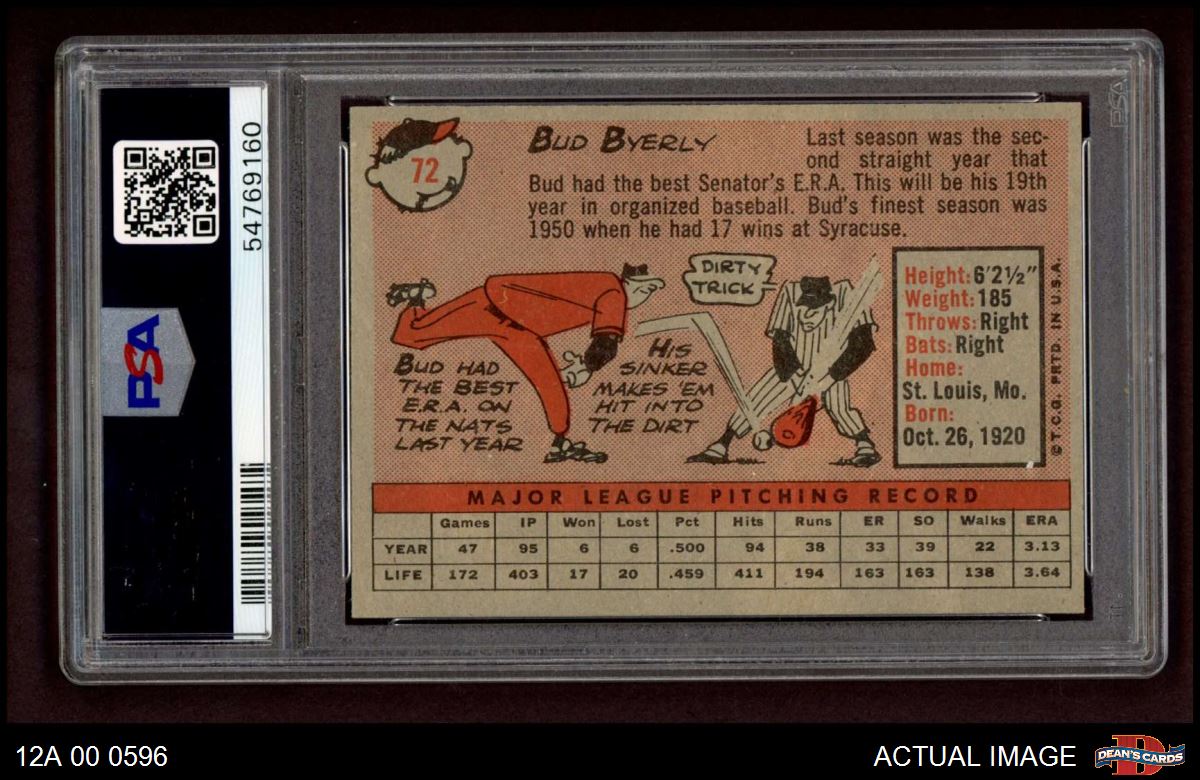 54769160
PSA
PSA
72
BUD BYERLY
Last season was the sec-
ond straight year that
Bud had the best Senator's E.R.A. This will be his 19th
year in organized baseball. Bud's finest season was
1950 when he had 17 wins at Syracuse.
DIRTY
TRICK
BUD HAD
THE BEST
E.R.A. ON
THE NATS
LAST YEAR
HIS
SINKER
MAKES 'EM
HIT INTO
THE DIRT
Height: 6'2½"
Weight: 185
Throws: Right
Bats: Right
Home:
St. Louis, Mo.
Born:
Oct. 26, 1920
© T.C.G. PRTD. IN U.S.A.
MAJOR LEAGUE PITCHING RECORD
Games IP Won Lost Pct Hits Runs ER SO Walks ERA
YEAR 47 95 6 6 .500 94 38 33 39 22 3.13
LIFE 172 403 17 20 .459 411 194 163 163 138 3.64
12A 00 0596
ACTUAL IMAGE
D
DEAN'S CARDS